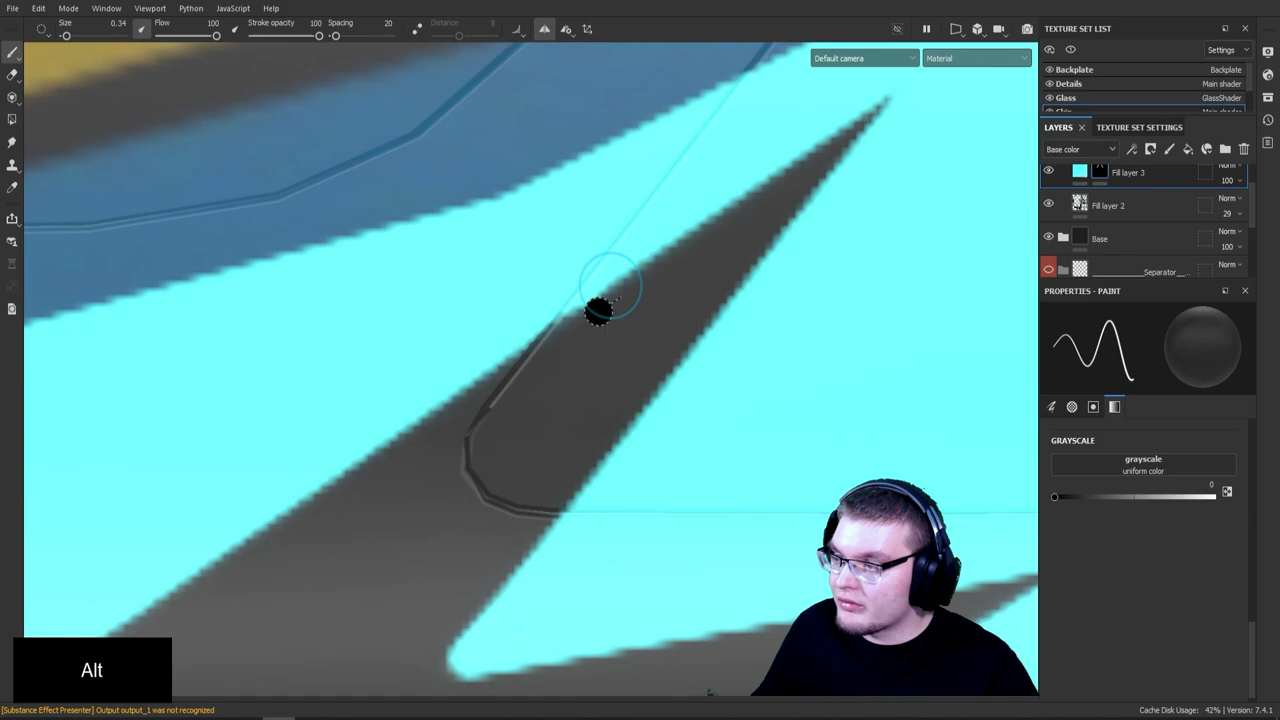 File Edit Mode Window Viewport Python JavaScript Help
Size 0.34 Flow 100 Stroke opacity 100 Spacing 20 Distance 8
Default camera Material
TEXTURE SET LIST
Settings
Backplate Backplate
Details Main shader
Glass GlassShader
LAYERS TEXTURE SET SETTINGS
Base color
Fill layer 3 Norm 100
Fill layer 2 Norm 29
Base Norm 100
Separator Norm
PROPERTIES - PAINT
GRAYSCALE
grayscale
uniform color
0
Alt
[Substance Effect Presenter] Output output_1 was not recognized
Cache Disk Usage: 42% | Version: 7.4.1